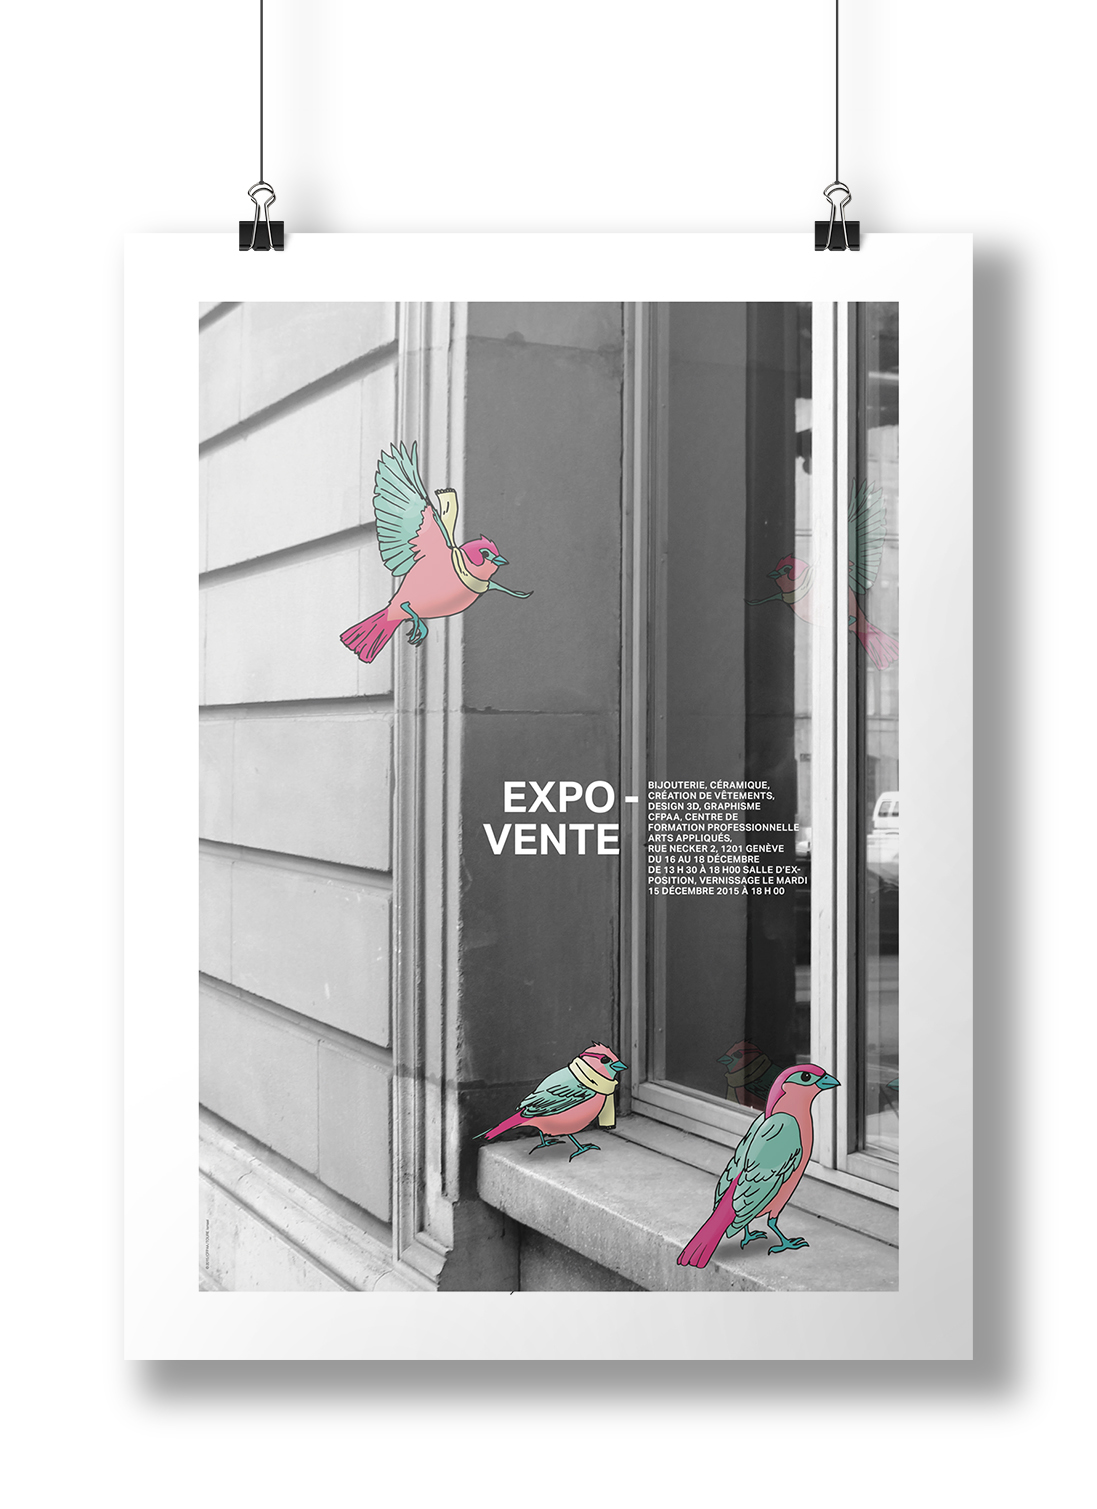 EXPO -
VENTE
BIJOUTERIE, CÉRAMIQUE,
CRÉATION DE VÊTEMENTS,
DESIGN 3D, GRAPHISME
CFPAA, CENTRE DE
FORMATION PROFESSIONNELLE
ARTS APPLIQUÉS,
RUE NECKER 2, 1201 GENÈVE
DU 16 AU 18 DÉCEMBRE
DE 13 H 30 À 18 H00 SALLE D'EX-
POSITION, VERNISSAGE LE MARDI
15 DÉCEMBRE 2015 À 18 H 00